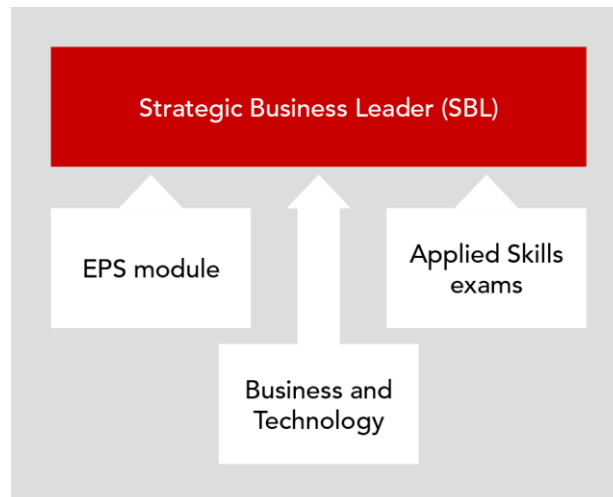 Strategic Business Leader (SBL)
EPS module
Applied Skills
exams
Business and
Technology